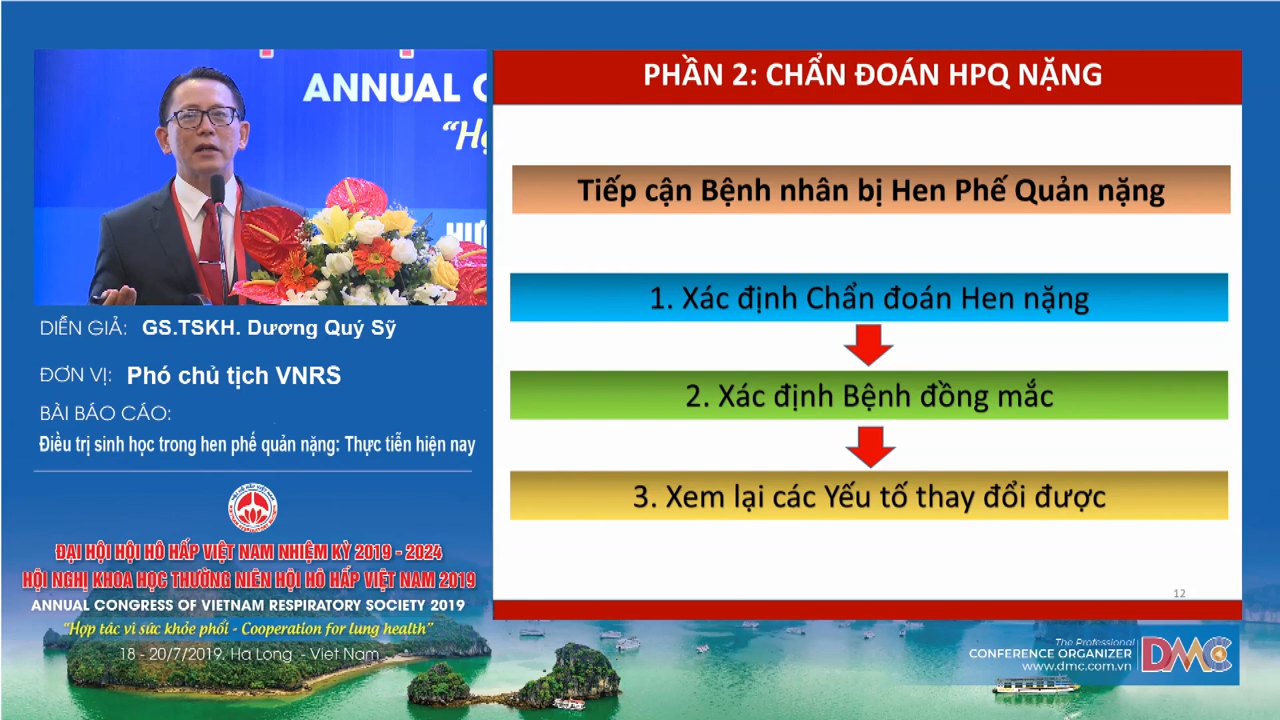 ANNUAL C
“Hợ
HƯ
DIỄN GIẢ: GS.TSKH. Dương Quý Sỹ
ĐƠN VỊ: Phó chủ tịch VNRS
BÀI BÁO CÁO:
Điều trị sinh học trong hen phế quản nặng: Thực tiễn hiện nay
ĐẠI HỘI HỘI HÔ HẤP VIỆT NAM NHIỆM KỲ 2019 - 2024
HỘI NGHỊ KHOA HỌC THƯỜNG NIÊN HỘI HÔ HẤP VIỆT NAM 2019
ANNUAL CONGRESS OF VIETNAM RESPIRATORY SOCIETY 2019
“Hợp tác vì sức khỏe phổi - Cooperation for lung health”
18 - 20/7/2019. Ha Long - Viet Nam
PHẦN 2: CHẨN ĐOÁN HPQ NẶNG
Tiếp cận Bệnh nhân bị Hen Phế Quản nặng
1. Xác định Chẩn đoán Hen nặng
2. Xác định Bệnh đồng mắc
3. Xem lại các Yếu tố thay đổi được
12
The Professional
CONFERENCE ORGANIZER
www.dmc.com.vn
DMC